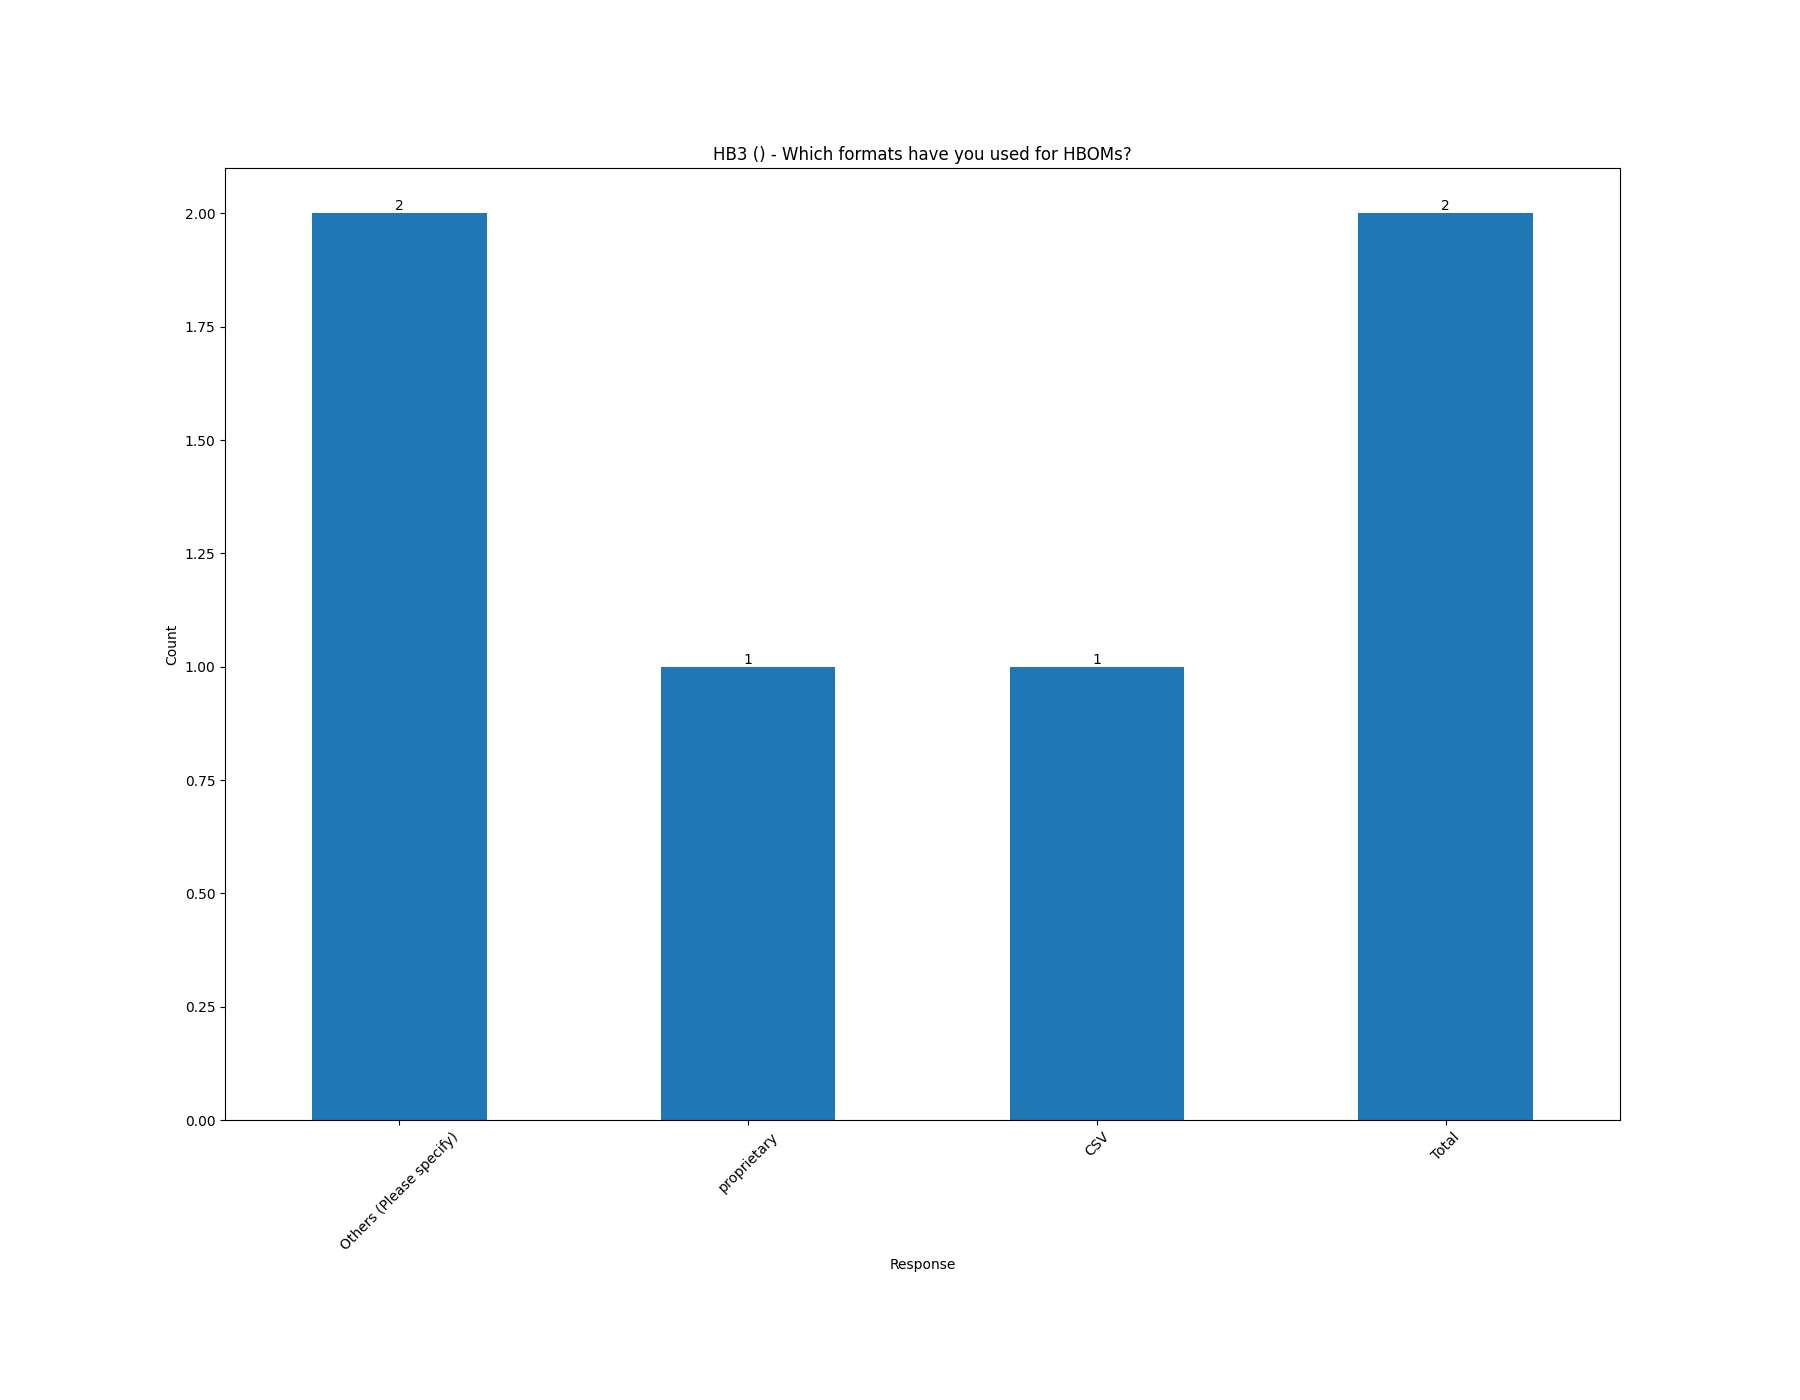 HB3 () - Which formats have you used for HBOMs?
2
2
2.00
1.75
1.50
1.25
1
1
1.00
0.75
0.50
0.25
0.00
Count
Others (Please specify)
proprietary
CSV
Total
Response